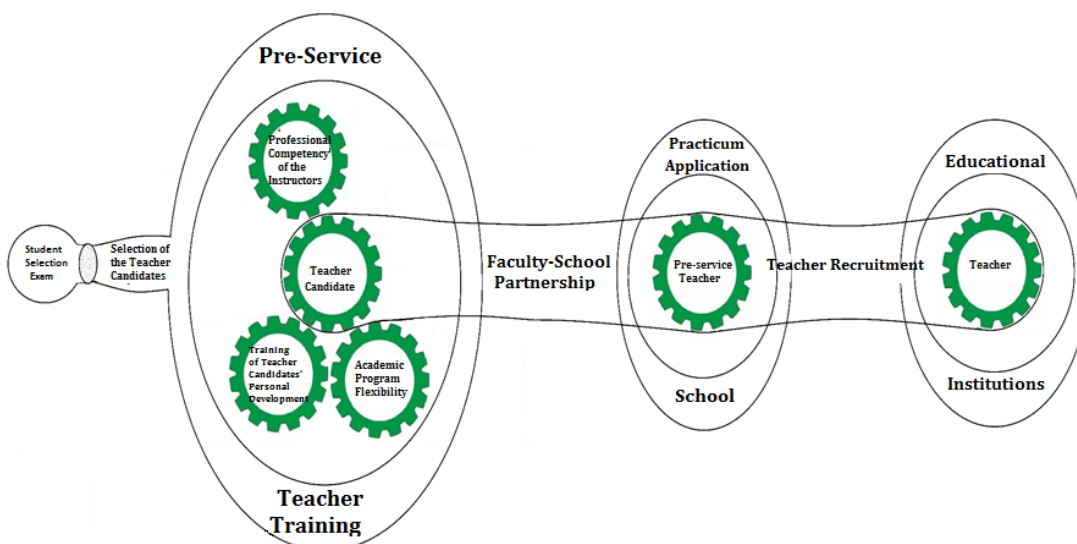 Pre-Service
Professional
Competency
of the
Instructors
Student
Selection
Exam
Selection of
the Teacher
Candidates
Teacher
Candidate
Training
of Teacher
Candidates'
Personal
Development
Academic
Program
Flexibility
Teacher
Training
Faculty-School
Partnership
Practicum
Application
Pre-service
Teacher
School
Teacher Recruitment
Educational
Teacher
Institutions